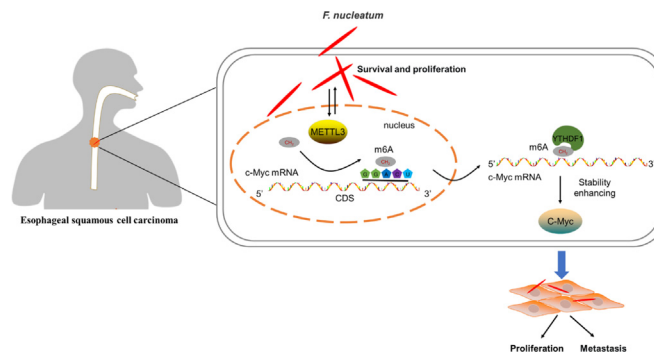 F. nucleatum
Survival and proliferation
METTL3
nucleus
CH₃
m6A
c-Myc mRNA
5'
3'
CDS
YTHDF1
m6A
CH₃
5'
3'
c-Myc mRNA
Stability
enhancing
C-Myc
Esophageal squamous cell carcinoma
Proliferation
Metastasis